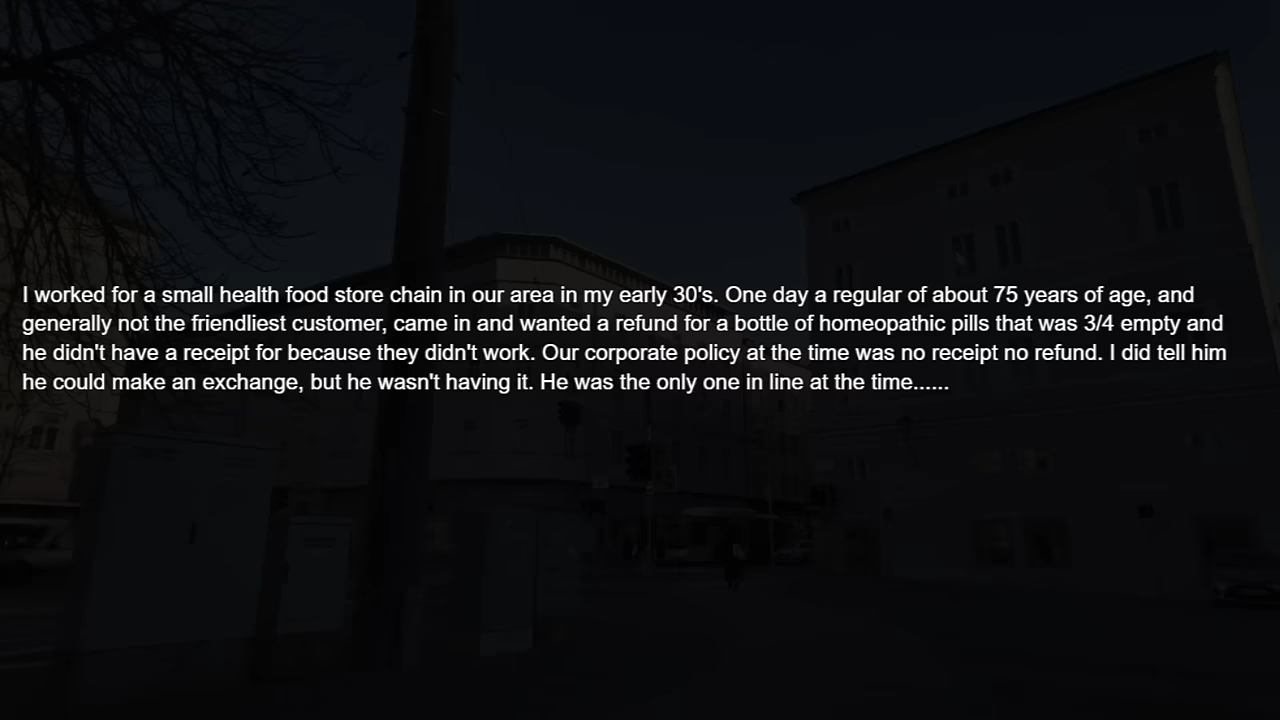 I worked for a small health food store chain in our area in my early 30's. One day a regular of about 75 years of age, and
generally not the friendliest customer, came in and wanted a refund for a bottle of homeopathic pills that was 3/4 empty and
he didn't have a receipt for because they didn't work. Our corporate policy at the time was no receipt no refund. I did tell him
he could make an exchange, but he wasn't having it. He was the only one in line at the time......